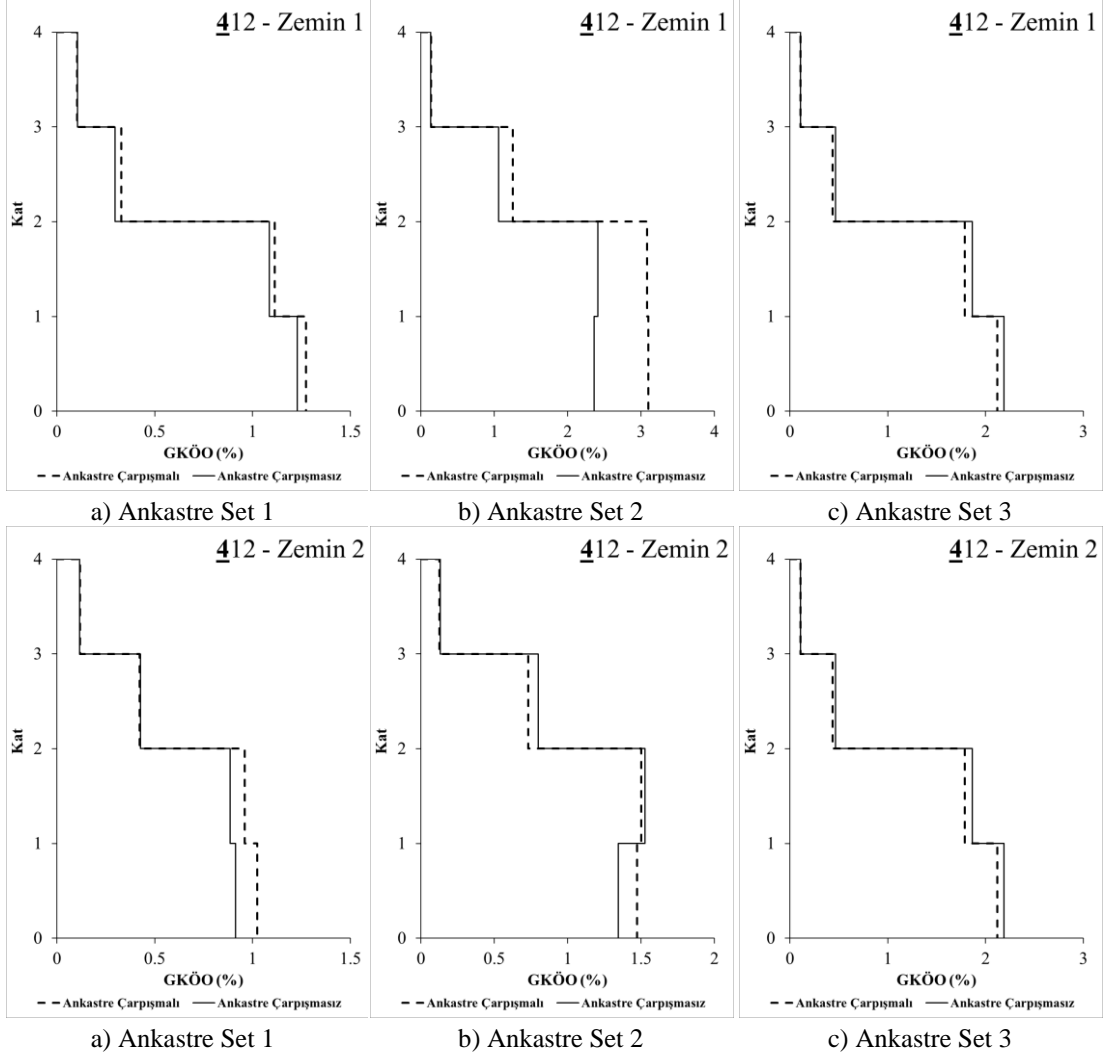 412 - Zemin 1
4
3
2
1
0
Kat
0 0.5 1 1.5
GKÖO (%)
Ankastre Çarpışmalı Ankastre Çarpışmasız
a) Ankastre Set 1
412 - Zemin 1
4
3
2
1
0
Kat
0 1 2 3 4
GKÖO (%)
Ankastre Çarpışmalı Ankastre Çarpışmasız
b) Ankastre Set 2
412 - Zemin 1
4
3
2
1
0
Kat
0 1 2 3
GKÖO (%)
Ankastre Çarpışmalı Ankastre Çarpışmasız
c) Ankastre Set 3
412 - Zemin 2
4
3
2
1
0
Kat
0 0.5 1 1.5
GKÖO (%)
Ankastre Çarpışmalı Ankastre Çarpışmasız
a) Ankastre Set 1
412 - Zemin 2
4
3
2
1
0
Kat
0 0.5 1 1.5 2
GKÖO (%)
Ankastre Çarpışmalı Ankastre Çarpışmasız
b) Ankastre Set 2
412 - Zemin 2
4
3
2
1
0
Kat
0 1 2 3
GKÖO (%)
Ankastre Çarpışmalı Ankastre Çarpışmasız
c) Ankastre Set 3